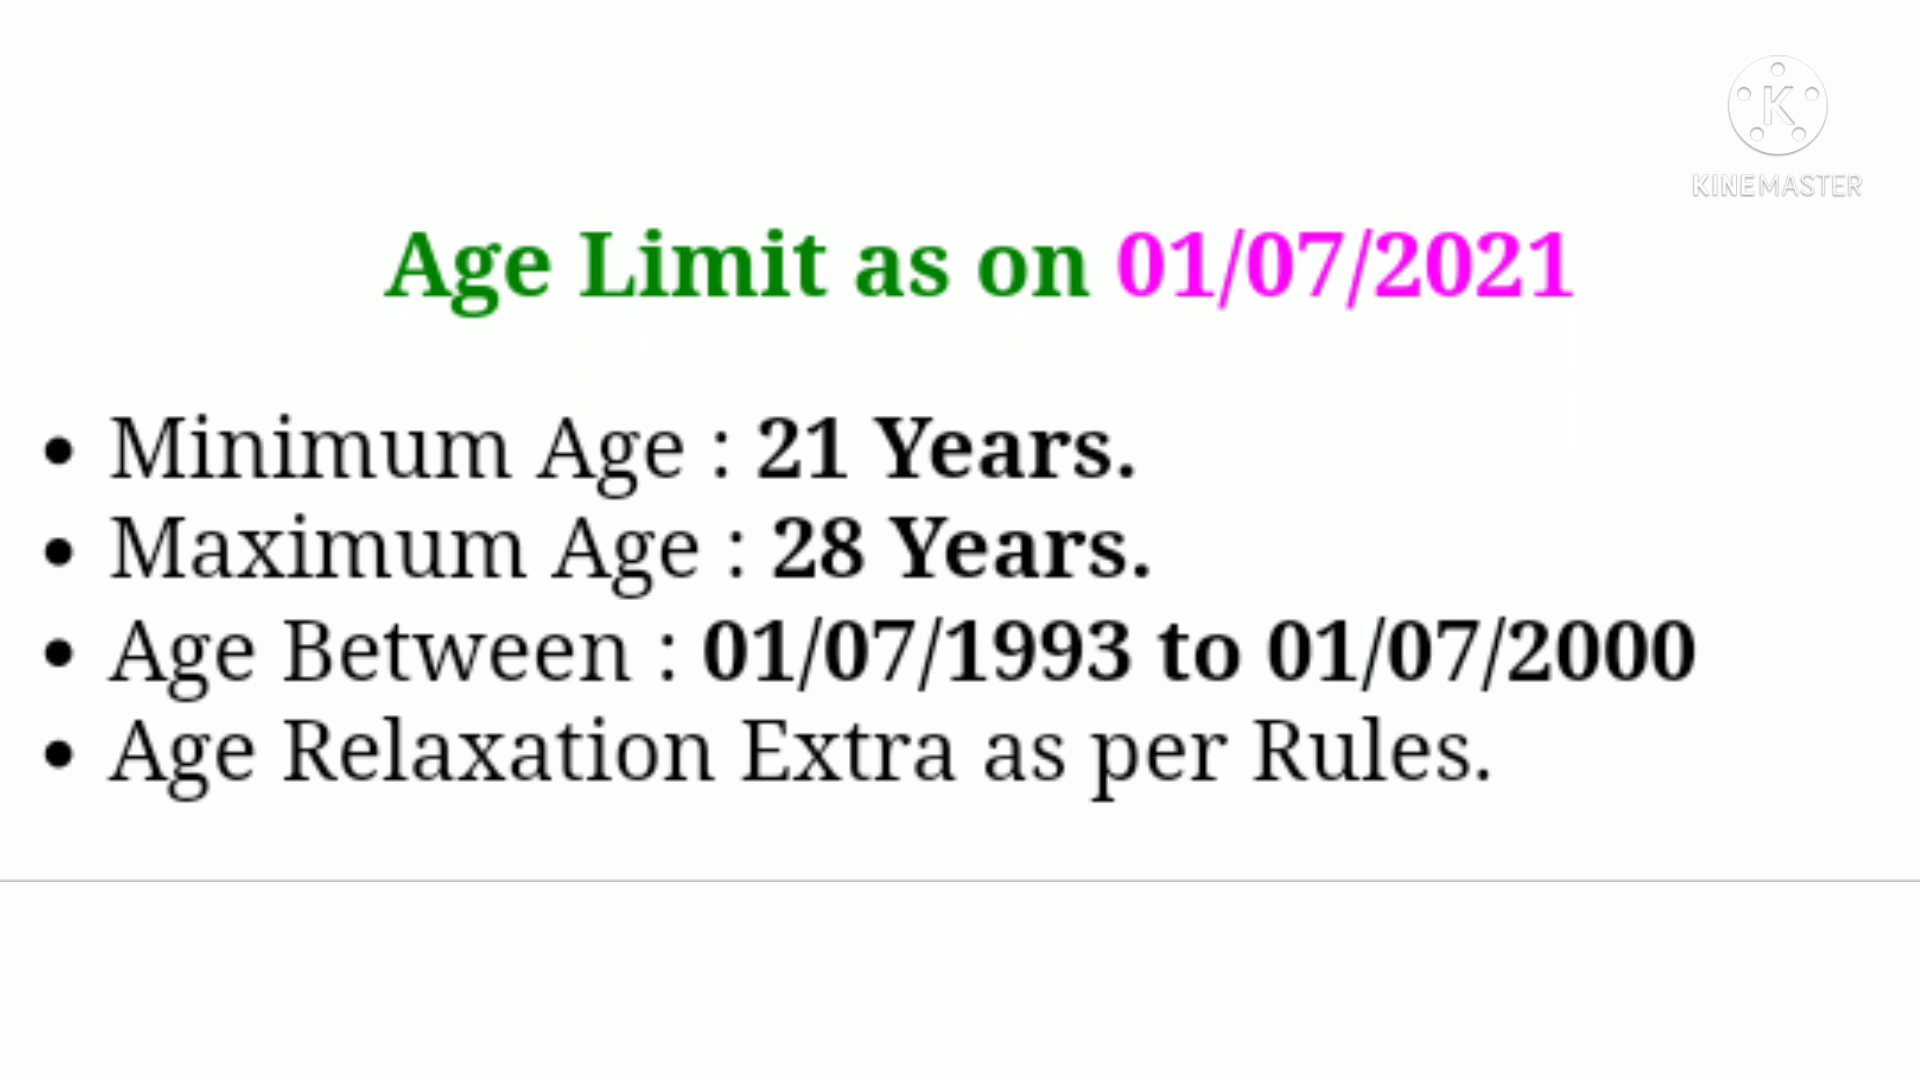 K
KINEMASTER
Age Limit as on 01/07/2021
• Minimum Age : 21 Years.
• Maximum Age : 28 Years.
• Age Between : 01/07/1993 to 01/07/2000
• Age Relaxation Extra as per Rules.